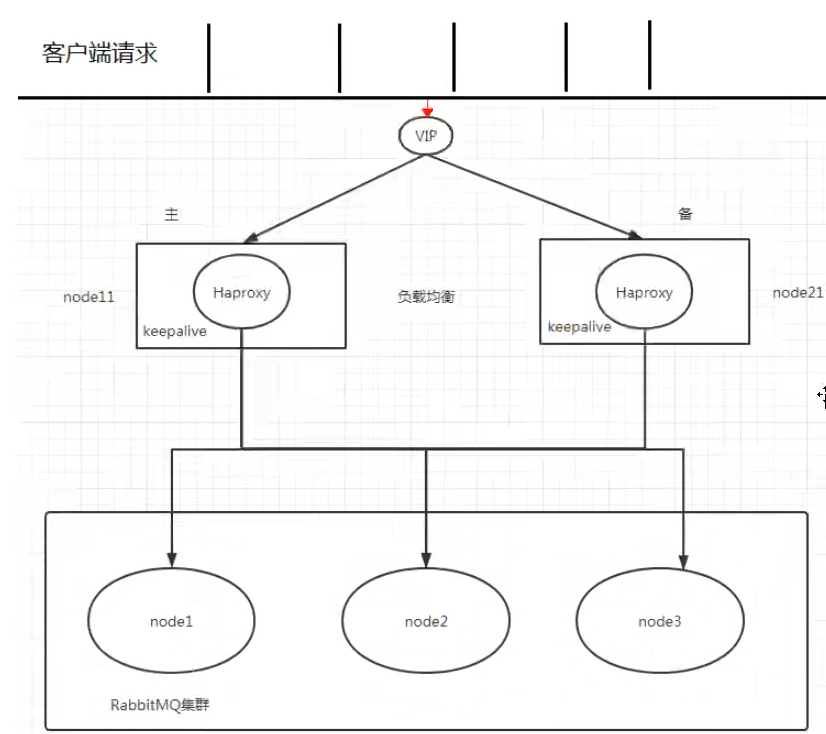 客户端请求
VIP
主
备
node11
Haproxy
keepalive
负载均衡
Haproxy
keepalive
node21
node1
node2
node3
RabbitMQ集群